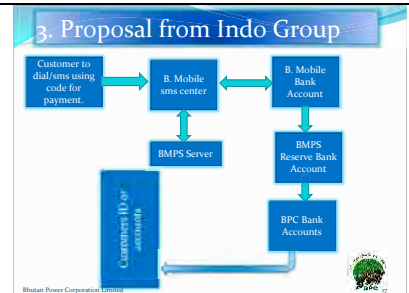 3. Proposal from Indo Group
Customer to
dial/sms using
code for
payment.
B. Mobile
sms center
B. Mobile
Bank
Account
BMPS Server
BMPS
Reserve Bank
Account
BPC Bank
Accounts
Customers ID or
accounts
Bhutan Power Corporation Limited
17